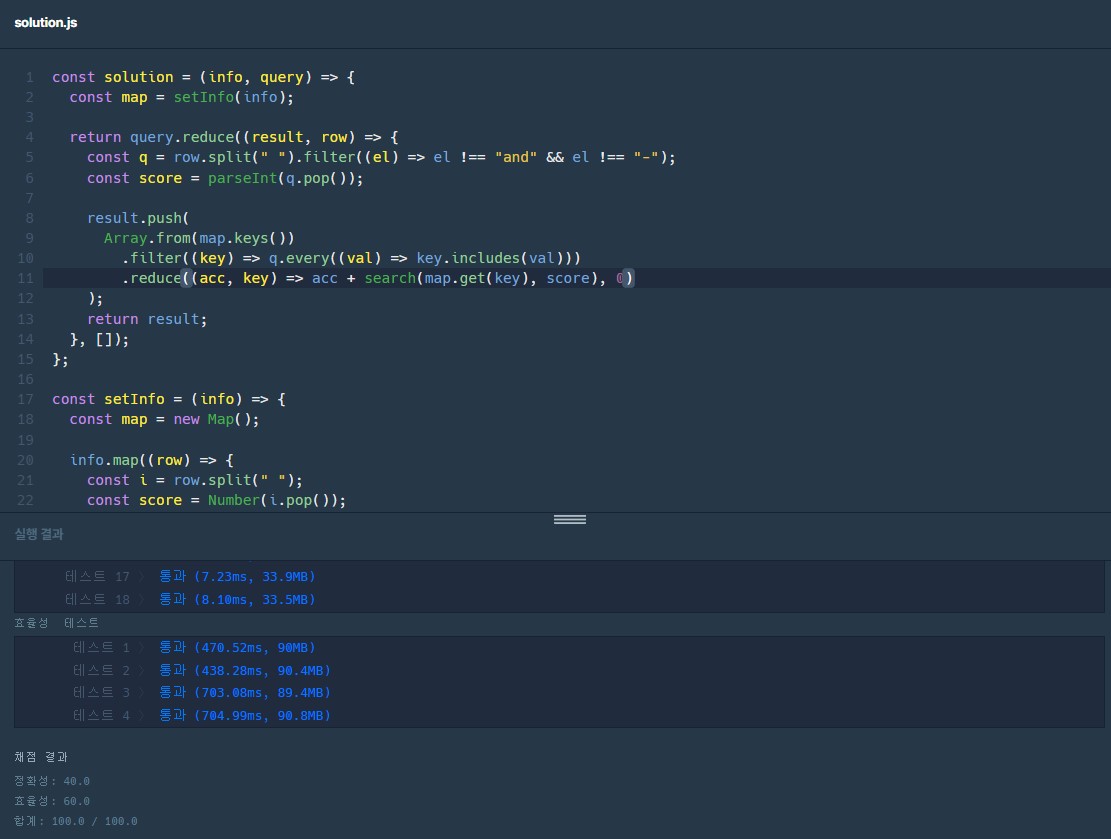 solution.js
1 const solution = (info, query) => {
2 const map = setInfo(info);
3
4 return query.reduce((result, row) => {
5 const q = row.split(" ").filter((el) => el !== "and" && el !== "-");
6 const score = parseInt(q.pop());
7
8 result.push(
9 Array.from(map.keys())
10 .filter((key) => q.every((val) => key.includes(val)))
11 .reduce((acc, key) => acc + search(map.get(key), score), 0)
12 );
13 return result;
14 }, []);
15 };
16
17 const setInfo = (info) => {
18 const map = new Map();
19
20 info.map((row) => {
21 const i = row.split(" ");
22 const score = Number(i.pop());
실행 결과
테스트 17 〉 통과 (7.23ms, 33.9MB)
테스트 18 〉 통과 (8.10ms, 33.5MB)
효율성 테스트
테스트 1 〉 통과 (470.52ms, 90MB)
테스트 2 〉 통과 (438.28ms, 90.4MB)
테스트 3 〉 통과 (703.08ms, 89.4MB)
테스트 4 〉 통과 (704.99ms, 90.8MB)
채점 결과
정확성: 40.0
효율성: 60.0
합계: 100.0 / 100.0